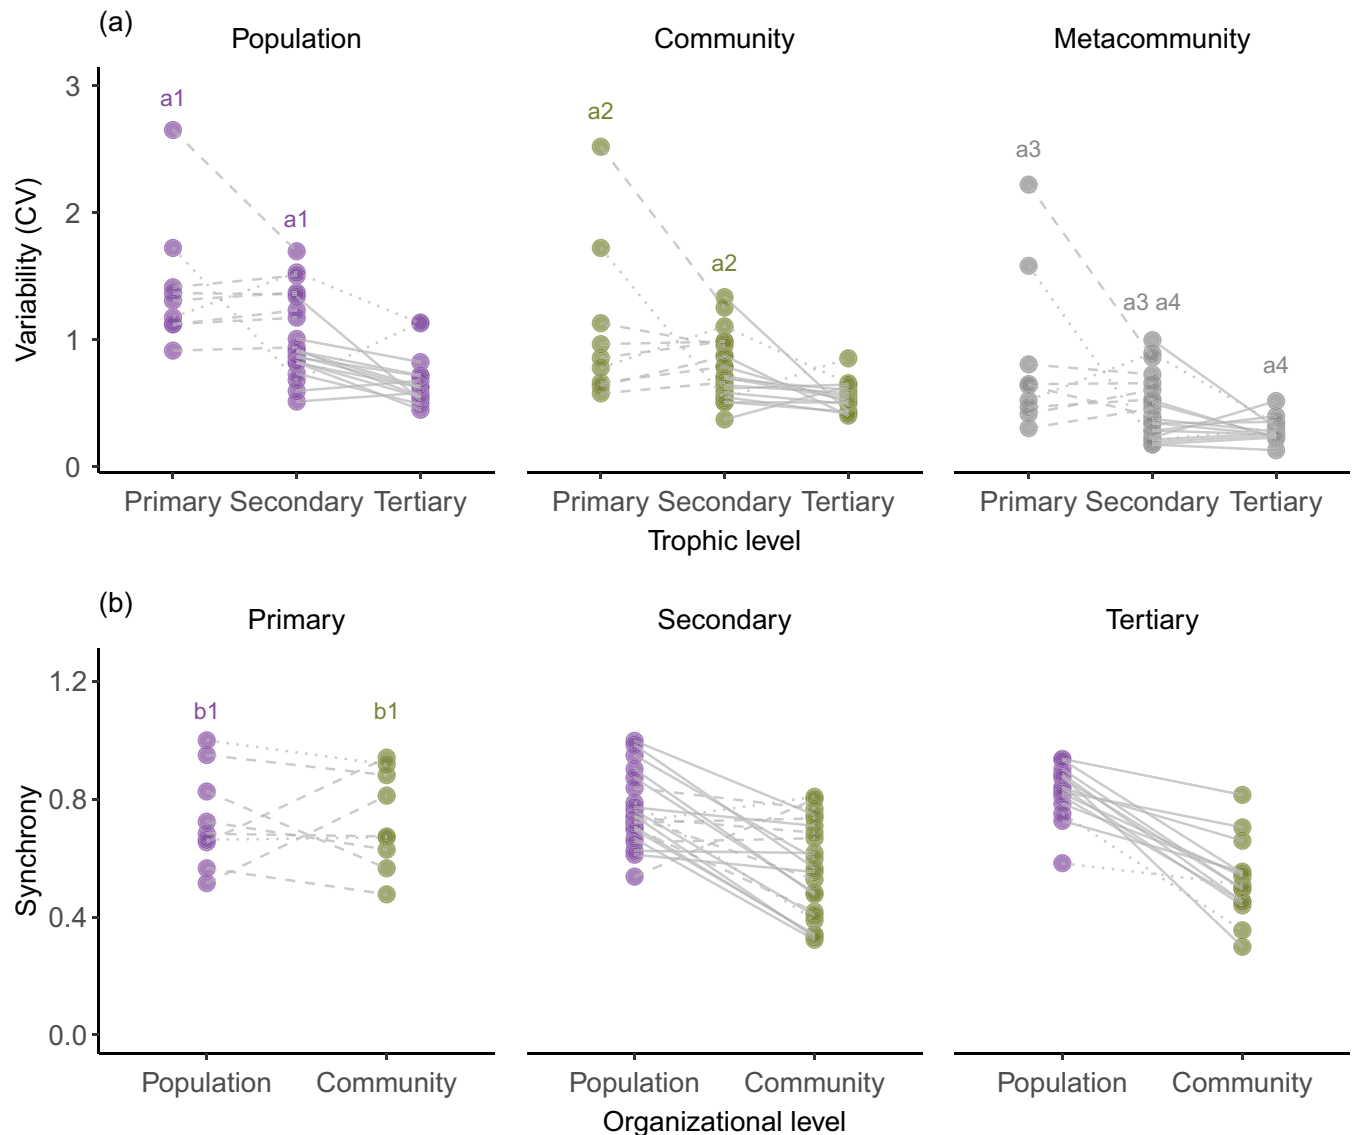 (a)
Population
Community
Metacommunity
Variability (CV)
3
2
1
0
a1
a1
a2
a2
a3
a3 a4
a4
Primary Secondary Tertiary
Primary Secondary Tertiary
Primary Secondary Tertiary
Trophic level
(b)
Primary
Secondary
Tertiary
Synchrony
1.2
0.8
0.4
0.0
b1
b1
Population Community
Population Community
Population Community
Organizational level